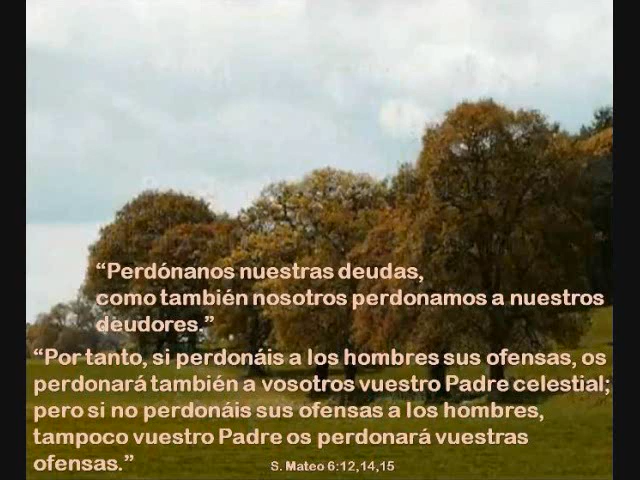 “Perdónanos nuestras deudas,
como también nosotros perdonamos a nuestros
deudores.”
“Por tanto, si perdonáis a los hombres sus ofensas, os
perdonará también a vosotros vuestro Padre celestial;
pero si no perdonáis sus ofensas a los hombres,
tampoco vuestro Padre os perdonará vuestras
ofensas.”
S. Mateo 6:12,14,15